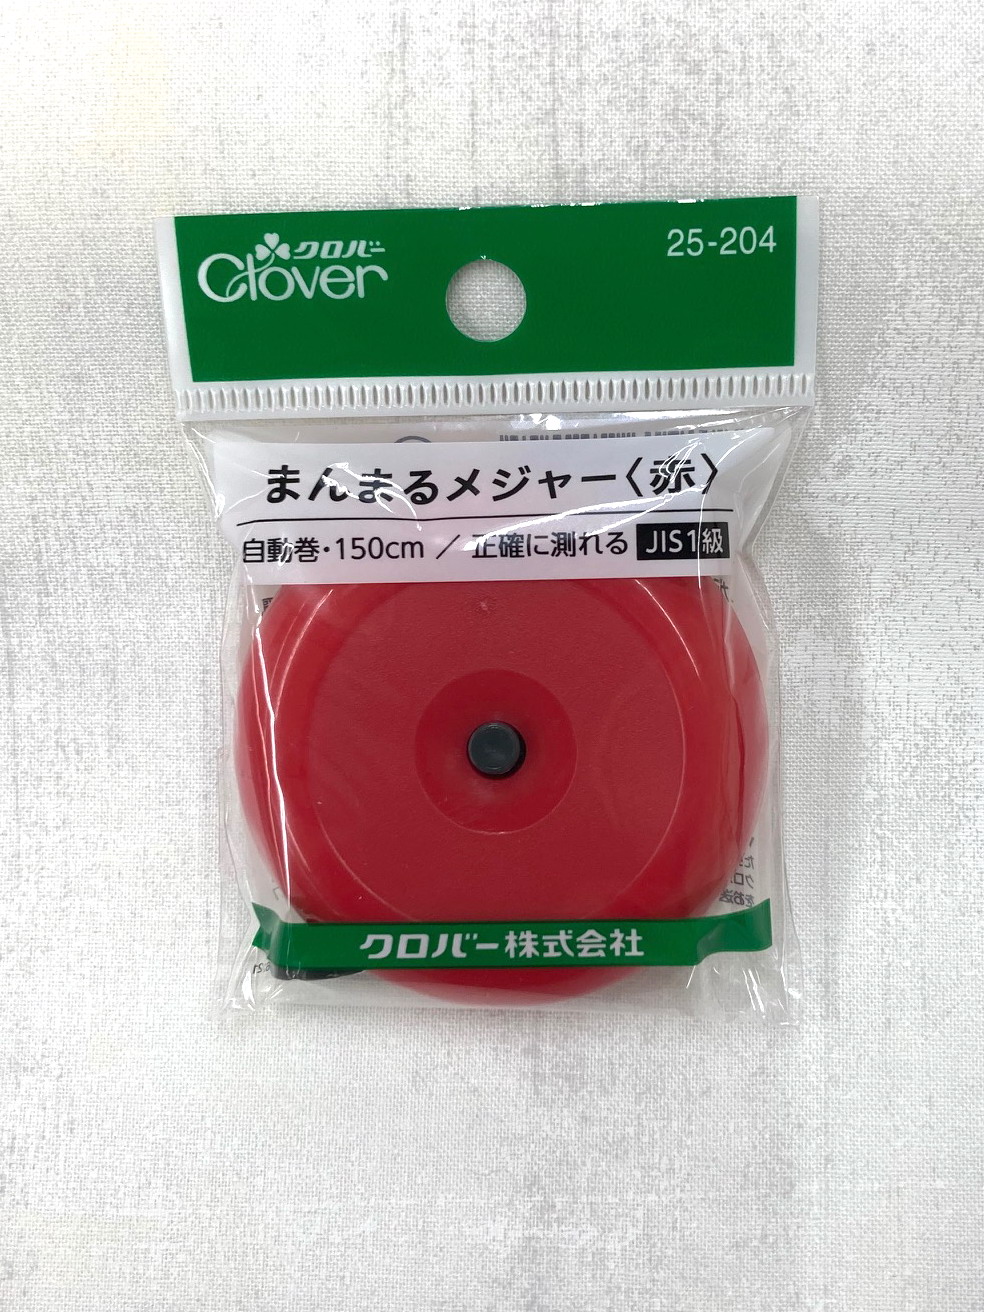 クロバー
Clover
25-204
まんまるメジャー〈赤〉
自動巻・150cm / 正確に測れる JIS1級
クロバー株式会社